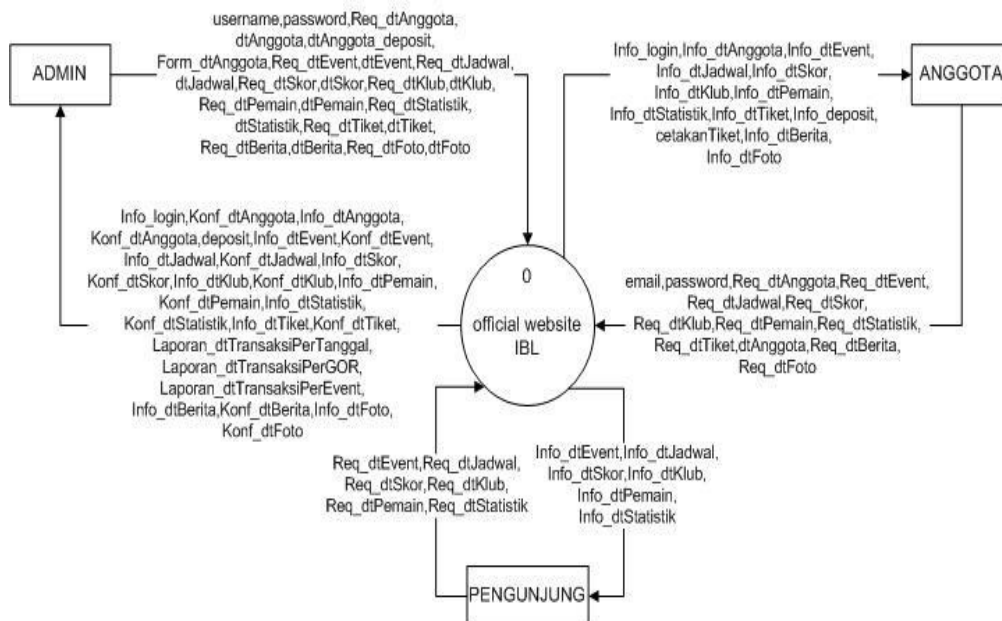 ADMIN
username,password,Req_dtAnggota,
dtAnggota,dtAnggota_deposit,
Form_dtAnggota,Req_dtEvent,dtEvent,Req_dtJadwal,
dtJadwal,Req_dtSkor,dtSkor,Req_dtKlub,dtKlub,
Req_dtPemain,dtPemain,Req_dtStatistik,
dtStatistik,Req_dtTiket,dtTiket,
Req_dtBerita,dtBerita,Req_dtFoto,dtFoto
Info_login,Info_dtAnggota,Info_dtEvent,
Info_dtJadwal,Info_dtSkor,
Info_dtKlub,Info_dtPemain,
Info_dtStatistik,Info_dtTiket,Info_deposit,
cetakanTiket,Info_dtBerita,
Info_dtFoto
ANGGOTA
Info_login,Konf_dtAnggota,Info_dtAnggota,
Konf_dtAnggota,deposit,Info_dtEvent,Konf_dtEvent,
Info_dtJadwal,Konf_dtJadwal,Info_dtSkor,
Konf_dtSkor,Info_dtKlub,Konf_dtKlub,Info_dtPemain,
Konf_dtPemain,Info_dtStatistik,
Konf_dtStatistik,Info_dtTiket,Konf_dtTiket,
Laporan_dtTransaksiPerTanggal,
Laporan_dtTransaksiPerGOR,
Laporan_dtTransaksiPerEvent,
Info_dtBerita,Konf_dtBerita,Info_dtFoto,
Konf_dtFoto
0
official website
IBL
email,password,Req_dtAnggota,Req_dtEvent,
Req_dtJadwal,Req_dtSkor,
Req_dtKlub,Req_dtPemain,Req_dtStatistik,
Req_dtTiket,dtAnggota,Req_dtBerita,
Req_dtFoto
Req_dtEvent,Req_dtJadwal,
Req_dtSkor,Req_dtKlub,
Req_dtPemain,Req_dtStatistik
Info_dtEvent,Info_dtJadwal,
Info_dtSkor,Info_dtKlub,
Info_dtPemain,
Info_dtStatistik
PENGUNJUNG